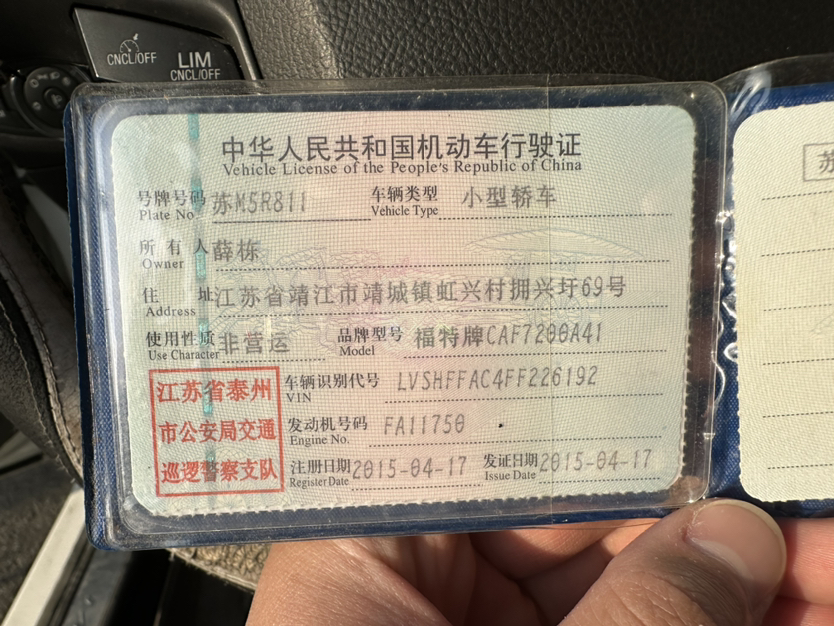 CNCL/OFF
LIM
CNCL/OFF
中华人民共和国机动车行驶证
Vehicle License of the People's Republic of China
号牌号码 苏M5R811 车辆类型 小型轿车
Plate No. Vehicle Type
所有人 薛栋
Owner
住址 江苏省靖江市靖城镇虹兴村拥兴圩69号
Address
使用性质 非营运 品牌型号 福特牌CAF7200A41
Use Character Model
江苏省泰州
市公安局交通
巡逻警察支队
车辆识别代号 LVSHFFAC4FF226192
VIN
发动机号码 FA11750
Engine No.
注册日期 2015-04-17 发证日期 2015-04-17
Register Date Issue Date
苏